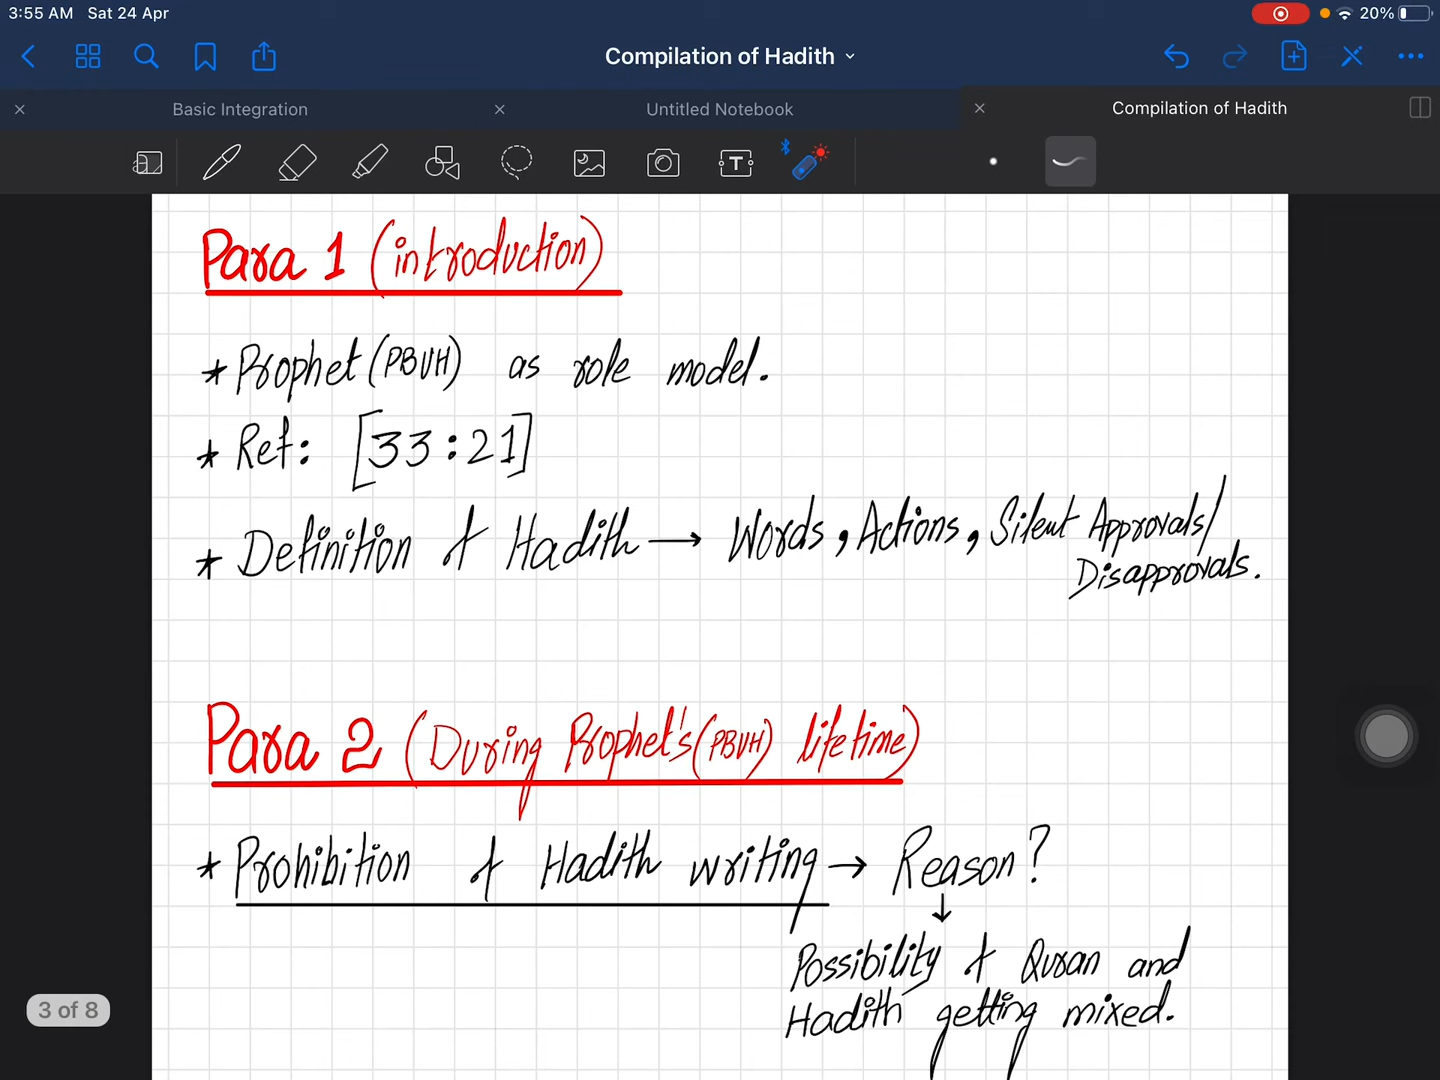 3:55 AM Sat 24 Apr
20%
Compilation of Hadith
Basic Integration
Untitled Notebook
Compilation of Hadith
T
Para 1 (introduction)
* Prophet (PBUH) as role model.
* Ref: [33:21]
* Definition of Hadith → Words, Actions, Silent Approvals/
Disapprovals.
Para 2 (During Prophet's (PBUH) lifetime)
* Prohibition of Hadith writing → Reason?
↓
Possibility of Quran and
Hadith getting mixed.
3 of 8